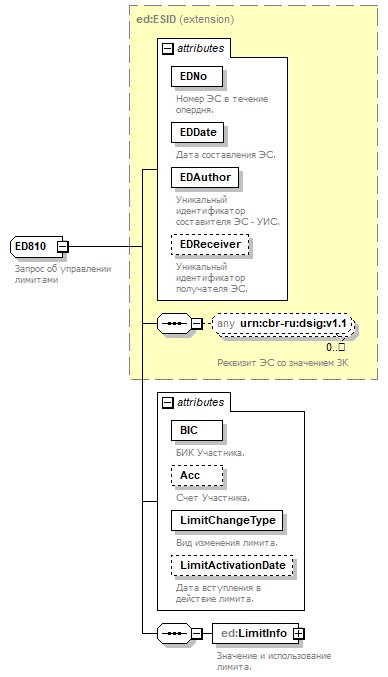 ed:ESID (extension)
attributes
EDNo
Номер ЭС в течение
опердня.
EDDate
Дата составления ЭС.
EDAuthor
Уникальный
идентификатор
составителя ЭС - УИС.
EDReceiver
Уникальный
идентификатор
получателя ЭС.
ED810
Запрос об управлении
лимитами
any urn:cbr-ru:dsig:v1.1
0..
Реквизит ЭС со значением ЗК
attributes
BIC
БИК Участника.
Acc
Счет Участника.
LimitChangeType
Вид изменения лимита.
LimitActivationDate
Дата вступления в
действие лимита.
ed:LimitInfo
Значение и использование
лимита.